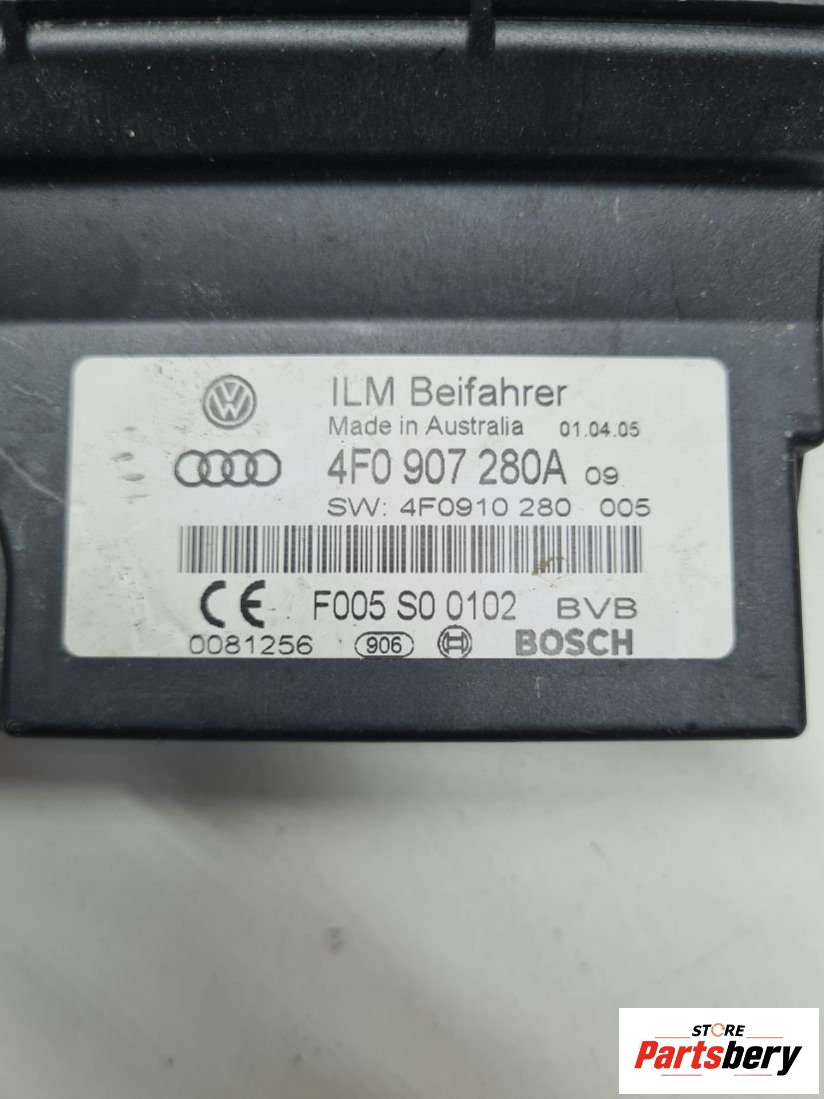 ILM Beifahrer
Made in Australia 01.04.05
4F0 907 280A 09
SW: 4F0910 280 005
CE F005 S0 0102 BVB
0081256 906 BOSCH
STORE
Partsbery